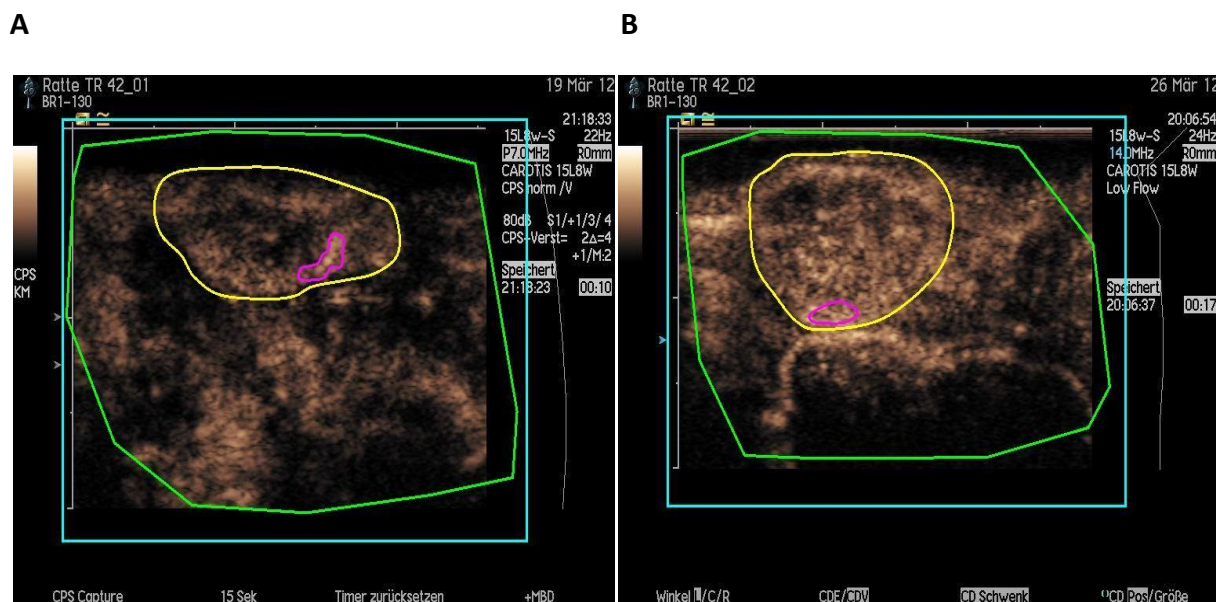 A
B
Ratte TR 42_01
19 Mär 12
BR1-130
21:18:33
15L8w-S 22Hz
P7.0MHz R0mm
CAROTIS 15L8W
CPS norm /V
80dB S1/+1/3/ 4
CPS-Verst= 2Δ=4
+1/M:2
Speichert
21:18:23 00:10
CPS
KM
CPS Capture 15 Sek Timer zurücksetzen +MBD
Ratte TR 42_02
26 Mär 12
BR1-130
20:06:54
15L8w-S 24Hz
14.0MHz R0mm
CAROTIS 15L8W
Low Flow
Speichert
20:06:37 00:17
Winkel L/C/R CDE/CDV CD Schwenk CD Pos/Größe